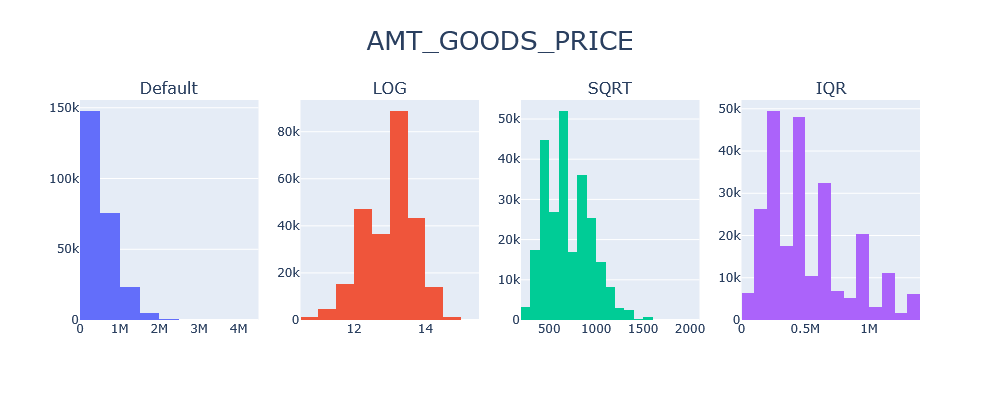 AMT_GOODS_PRICE
Default
LOG
SQRT
IQR
150k
100k
50k
0
0 1M 2M 3M 4M
80k
60k
40k
20k
0
12 14
50k
40k
30k
20k
10k
0
500 1000 1500 2000
50k
40k
30k
20k
10k
0
0 0.5M 1M